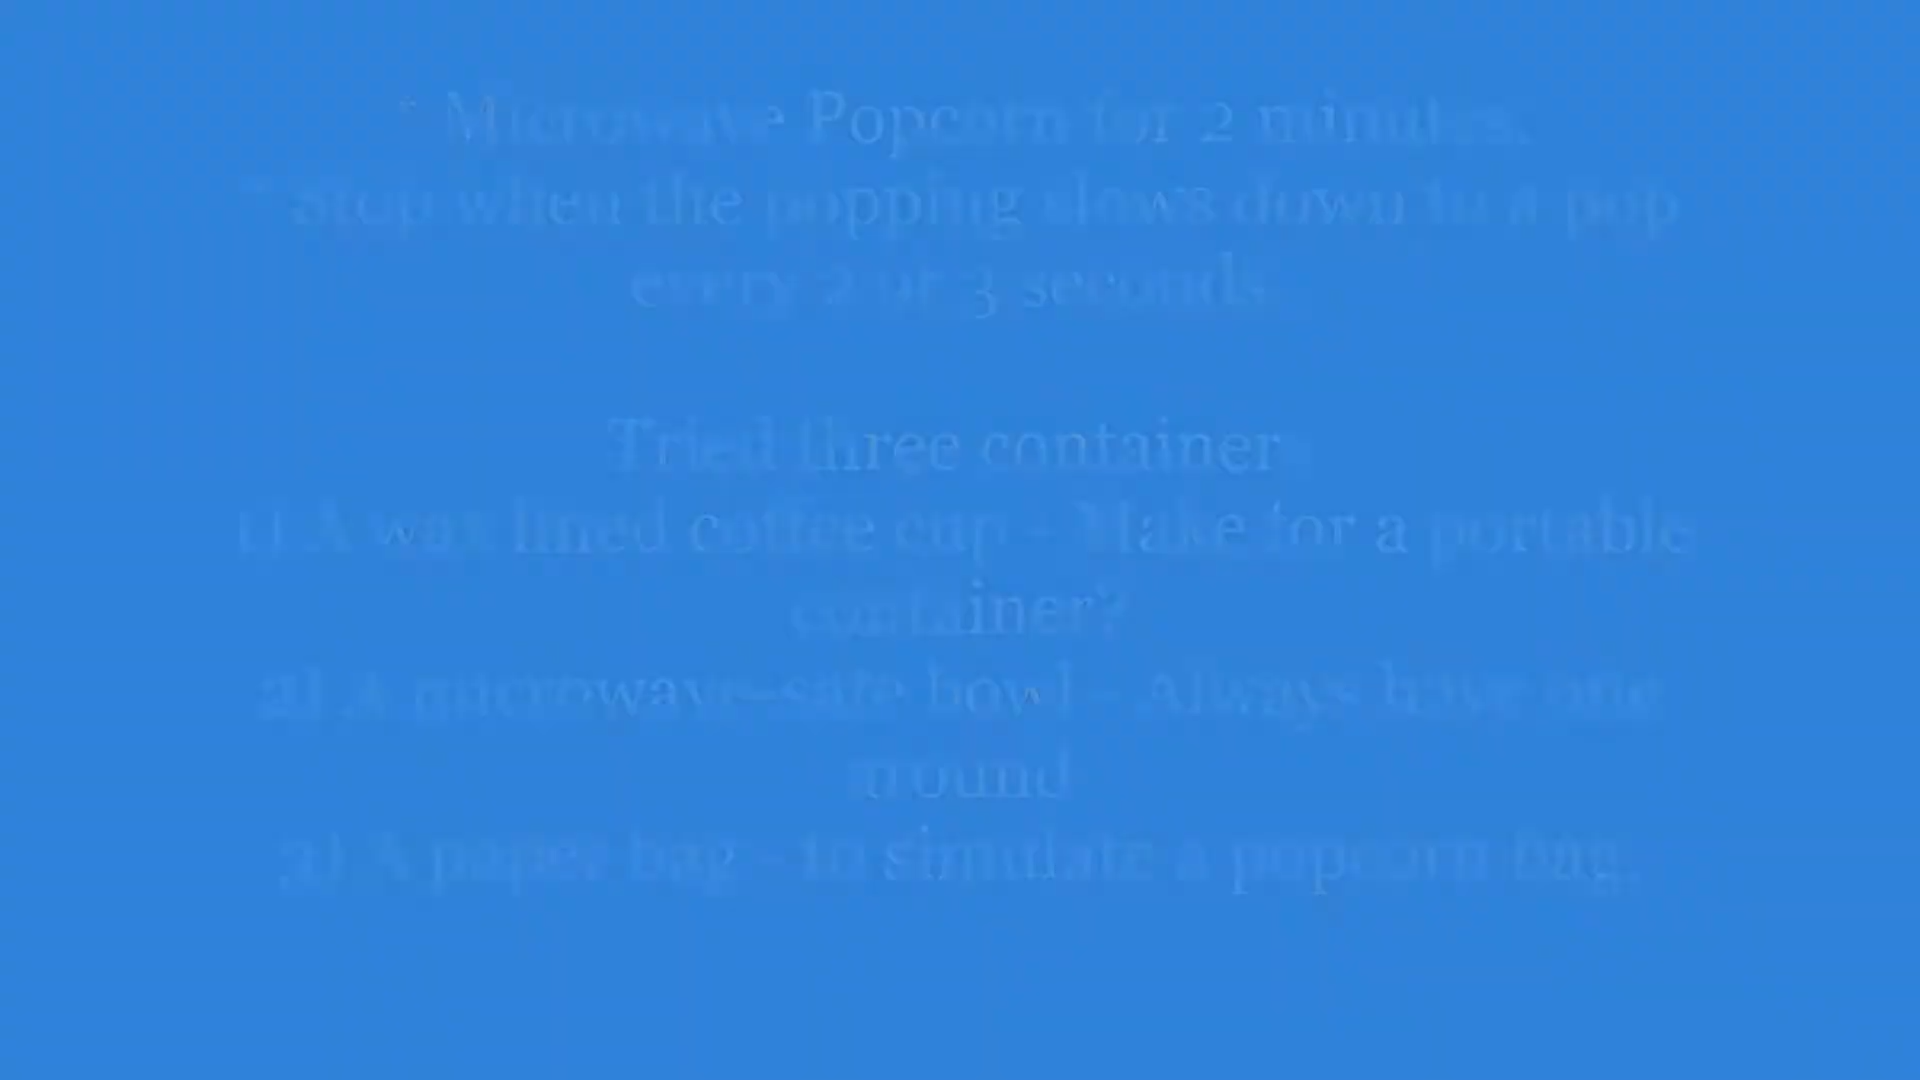 * Microwave Popcorn for 2 minutes.
* Stop when the popping slows down to a pop
every 2 or 3 seconds
Tried three containers
1) A wax lined coffee cup - Make for a portable
container?
2) A microwave-safe bowl - Always have one
around
3) A paper bag - to simulate a popcorn bag.